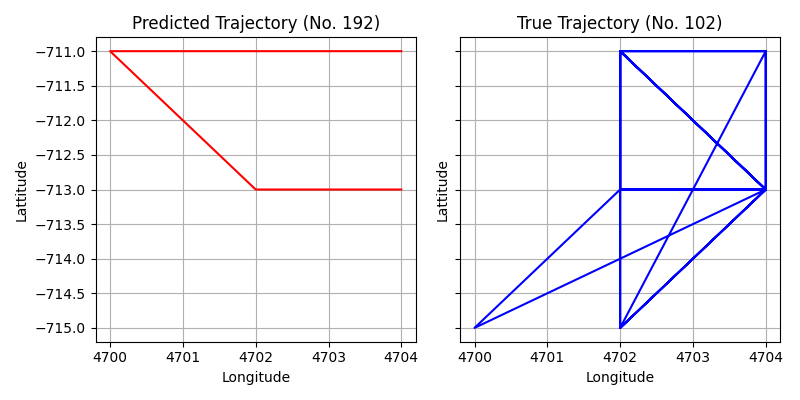 Predicted Trajectory (No. 192)
True Trajectory (No. 102)
Lattitude
−711.0
−711.5
−712.0
−712.5
−713.0
−713.5
−714.0
−714.5
−715.0
4700 4701 4702 4703 4704
Longitude
Lattitude
4700 4701 4702 4703 4704
Longitude